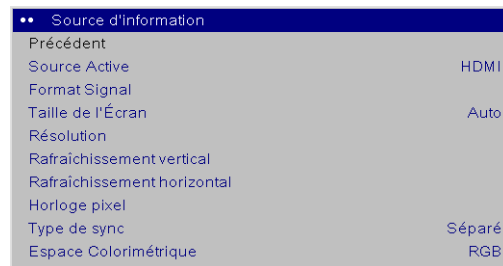 •• Source d'information
Précédent
Source Active HDMI
Format Signal
Taille de l'Écran Auto
Résolution
Rafraîchissement vertical
Rafraîchissement horizontal
Horloge pixel
Type de sync Séparé
Espace Colorimétrique RGB